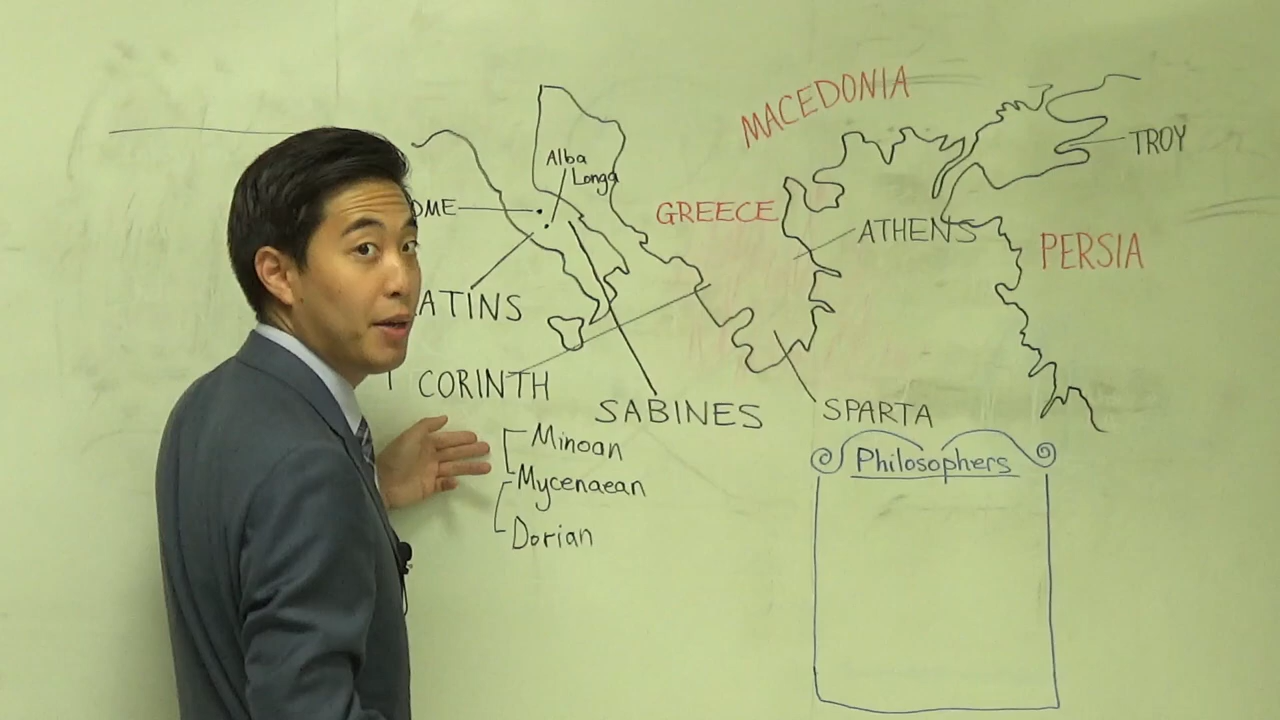 MACEDONIA
TROY
Alba
Longa
OME
GREECE
ATHENS
PERSIA
ATINS
CORINTH
SABINES
SPARTA
Minoan
Mycenaean
Dorian
Philosophers